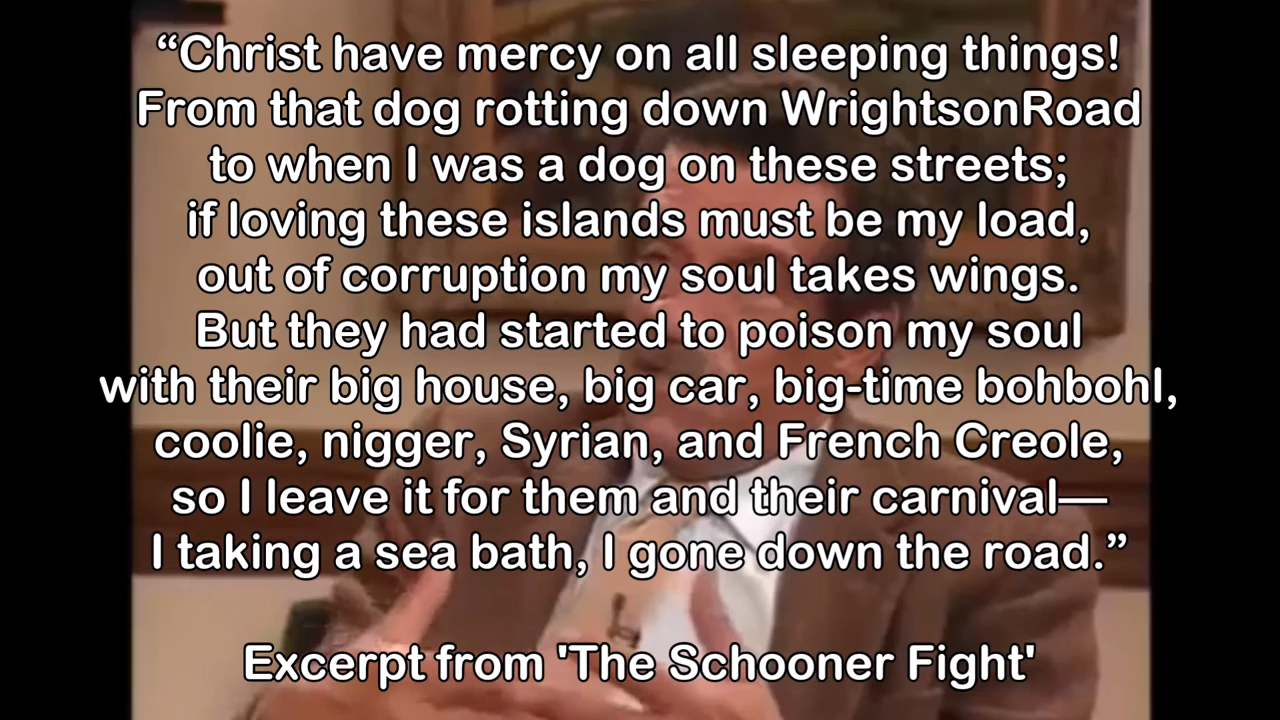 “Christ have mercy on all sleeping things!
From that dog rotting down WrightsonRoad
to when I was a dog on these streets;
if loving these islands must be my load,
out of corruption my soul takes wings.
But they had started to poison my soul
with their big house, big car, big-time bohbohl,
coolie, nigger, Syrian, and French Creole,
so I leave it for them and their carnival—
I taking a sea bath, I gone down the road.”
Excerpt from 'The Schooner Fight'